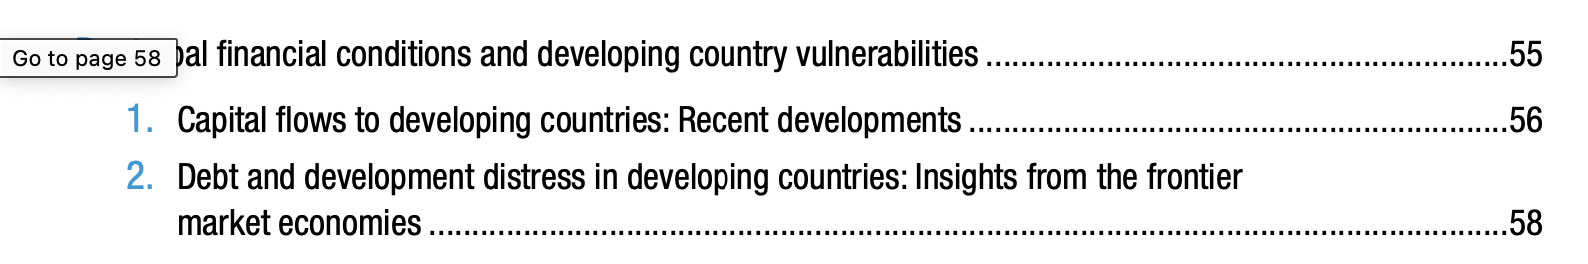 Go to page 58
financial conditions and developing country vulnerabilities ........................................................ 55
1. Capital flows to developing countries: Recent developments ........................................................ 56
2. Debt and development distress in developing countries: Insights from the frontier
market economies ........................................................ 58